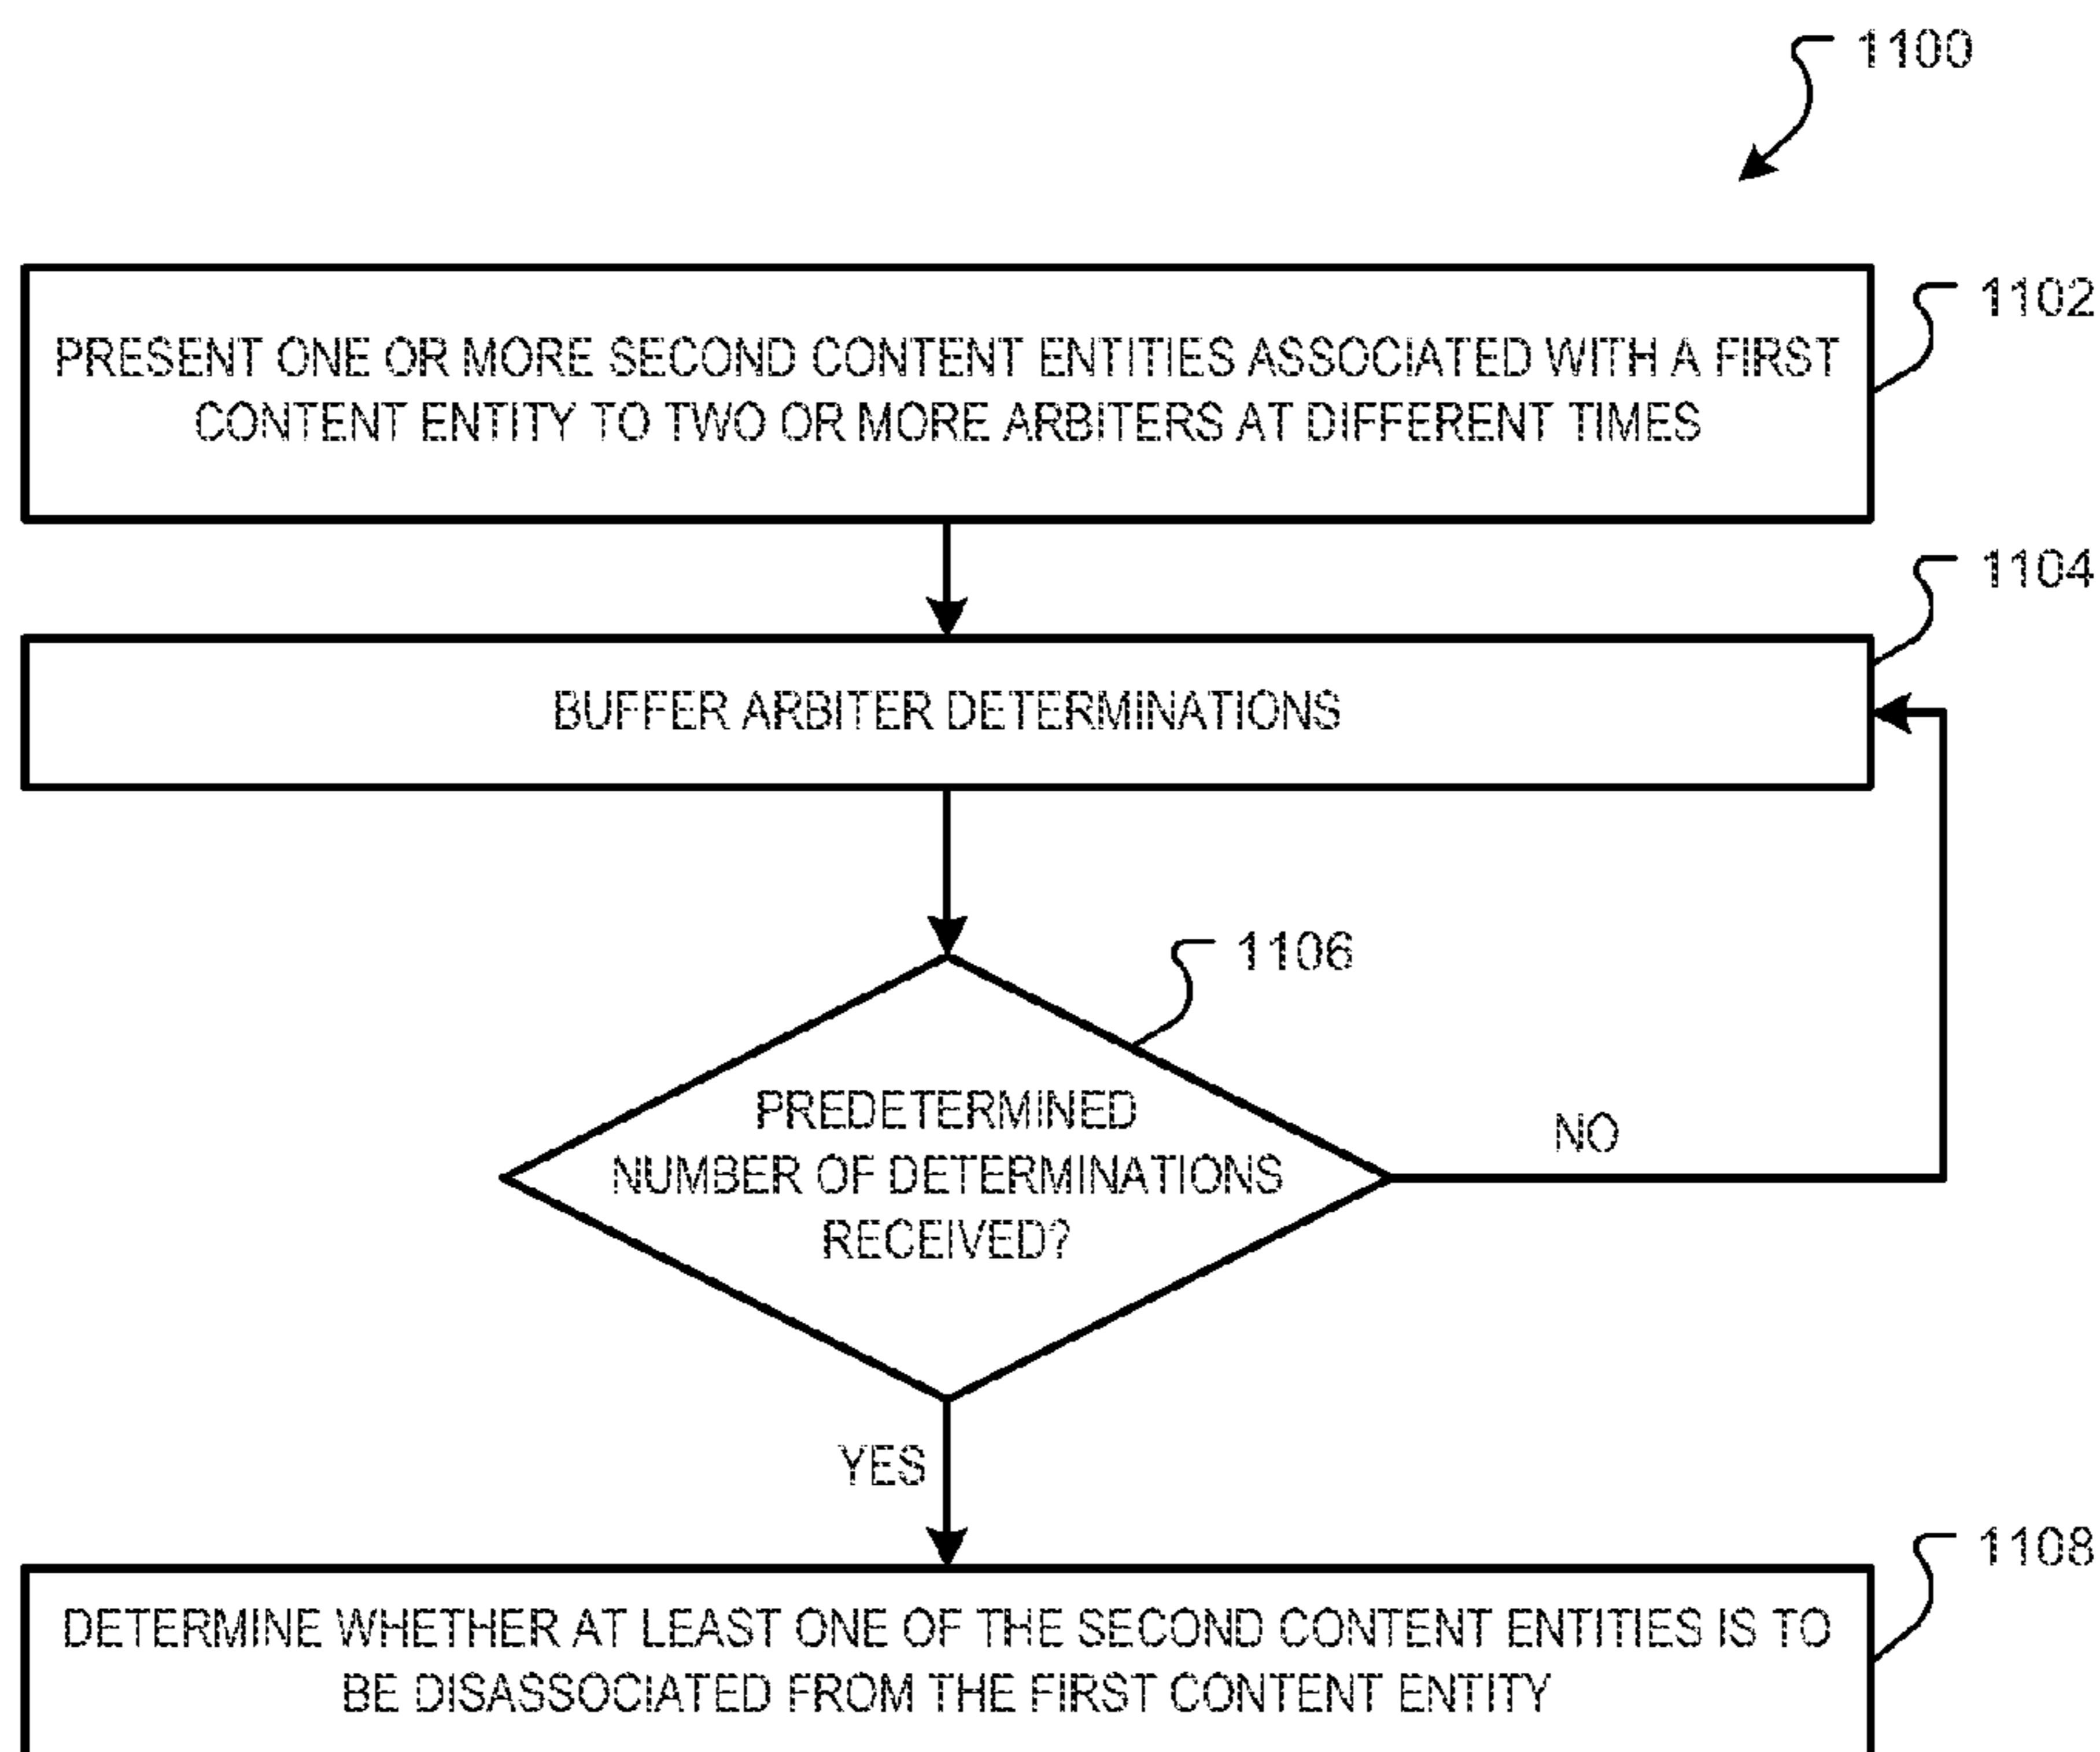 1100
1102
PRESENT ONE OR MORE SECOND CONTENT ENTITIES ASSOCIATED WITH A FIRST
CONTENT ENTITY TO TWO OR MORE ARBITERS AT DIFFERENT TIMES
1104
BUFFER ARBITER DETERMINATIONS
1106
PREDETERMINED
NUMBER OF DETERMINATIONS
RECEIVED?
NO
YES
1108
DETERMINE WHETHER AT LEAST ONE OF THE SECOND CONTENT ENTITIES IS TO
BE DISASSOCIATED FROM THE FIRST CONTENT ENTITY